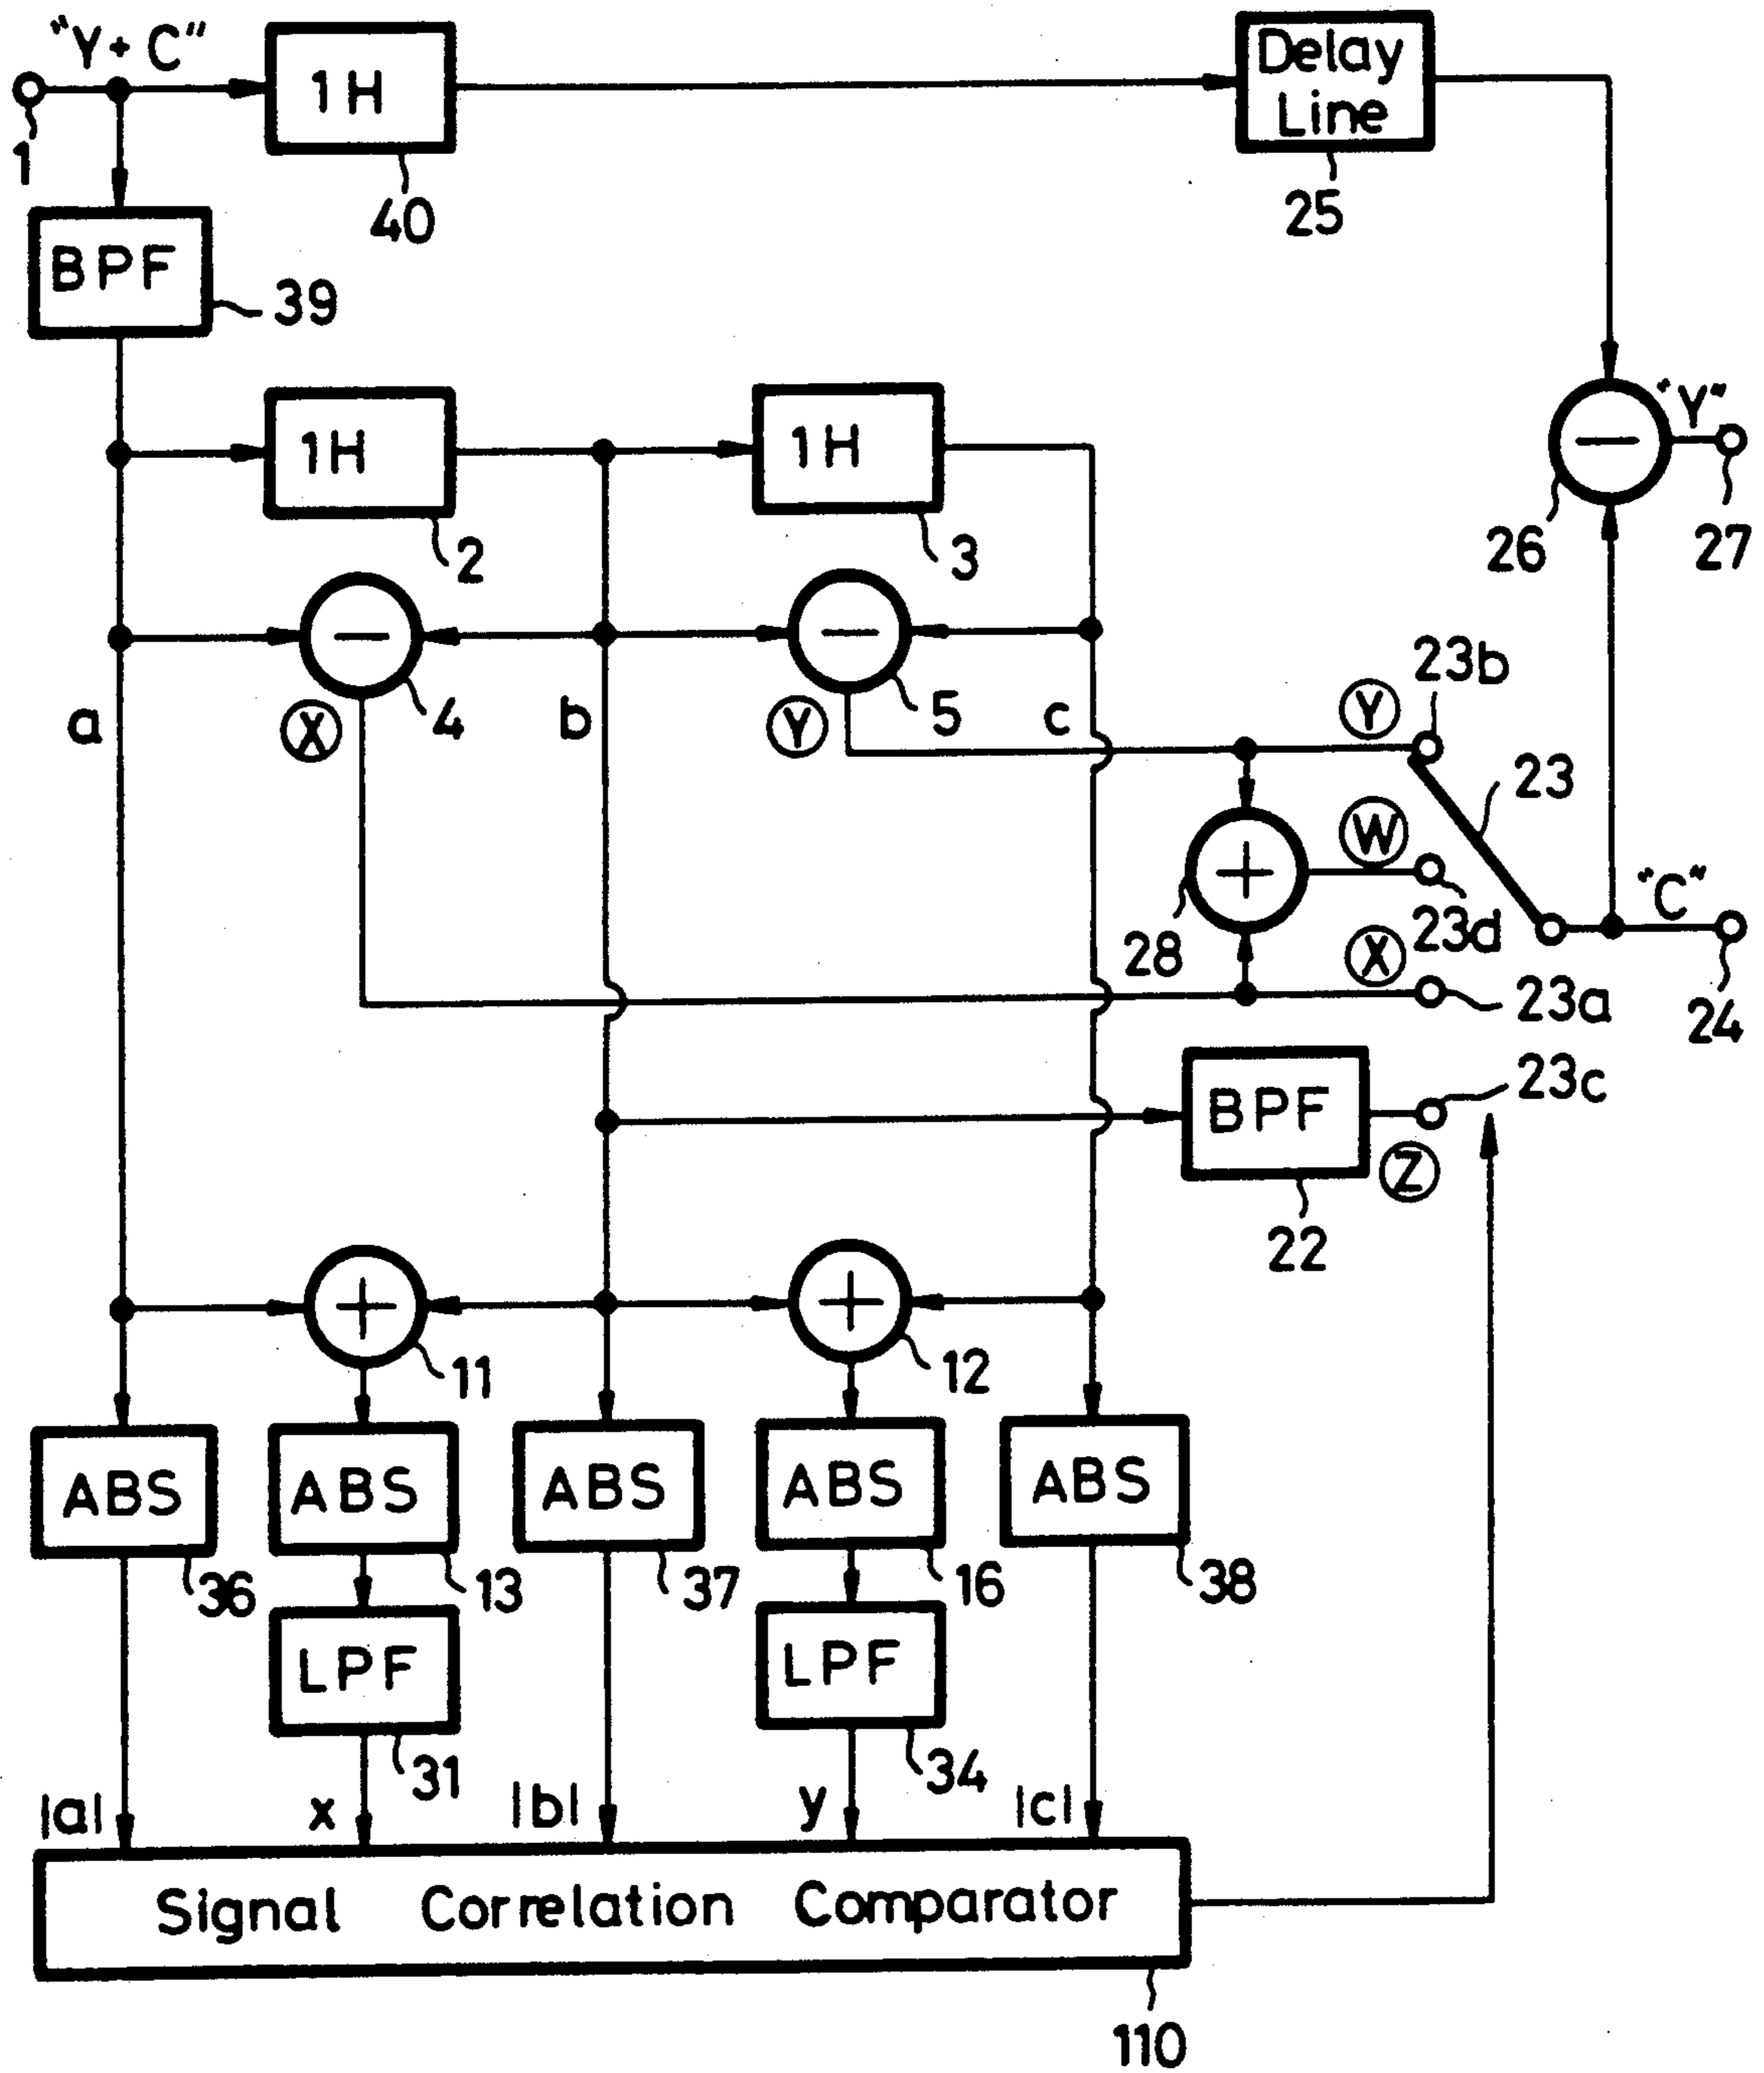 "Y+C"
1H
Delay
Line
1
40
25
BPF
39
1H
1H
"Y"
2
3
26
27
−
−
−
23b
a
Ⓧ
4
b
Ⓨ
5
c
Ⓨ
23
Ⓦ
+
"C"
28
23d
Ⓧ
23a
24
23c
BPF
Ⓩ
22
+
+
11
12
ABS
ABS
ABS
ABS
ABS
36
13
37
16
38
LPF
LPF
31
34
|a|
x
|b|
y
|c|
Signal Correlation Comparator
110